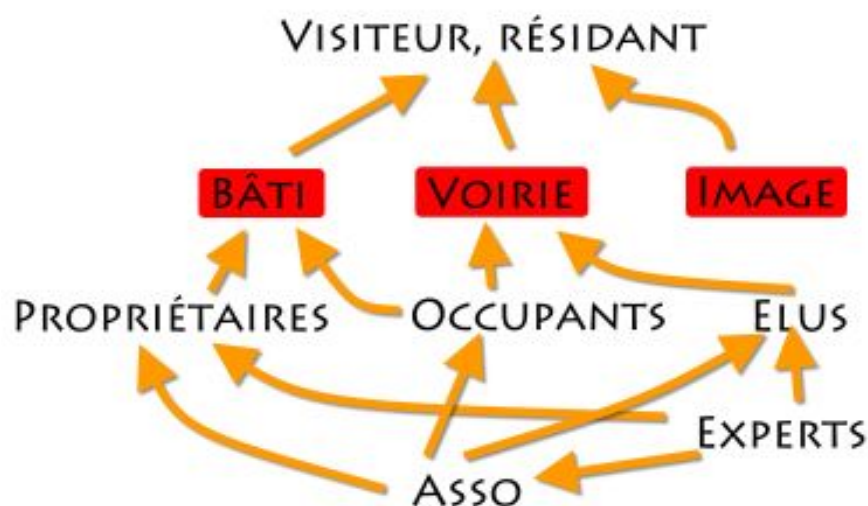 VISITEUR, RÉSIDANT
BÂTI VOIRIE IMAGE
PROPRIÉTAIRES OCCUPANTS ELUS
EXPERTS
ASSO